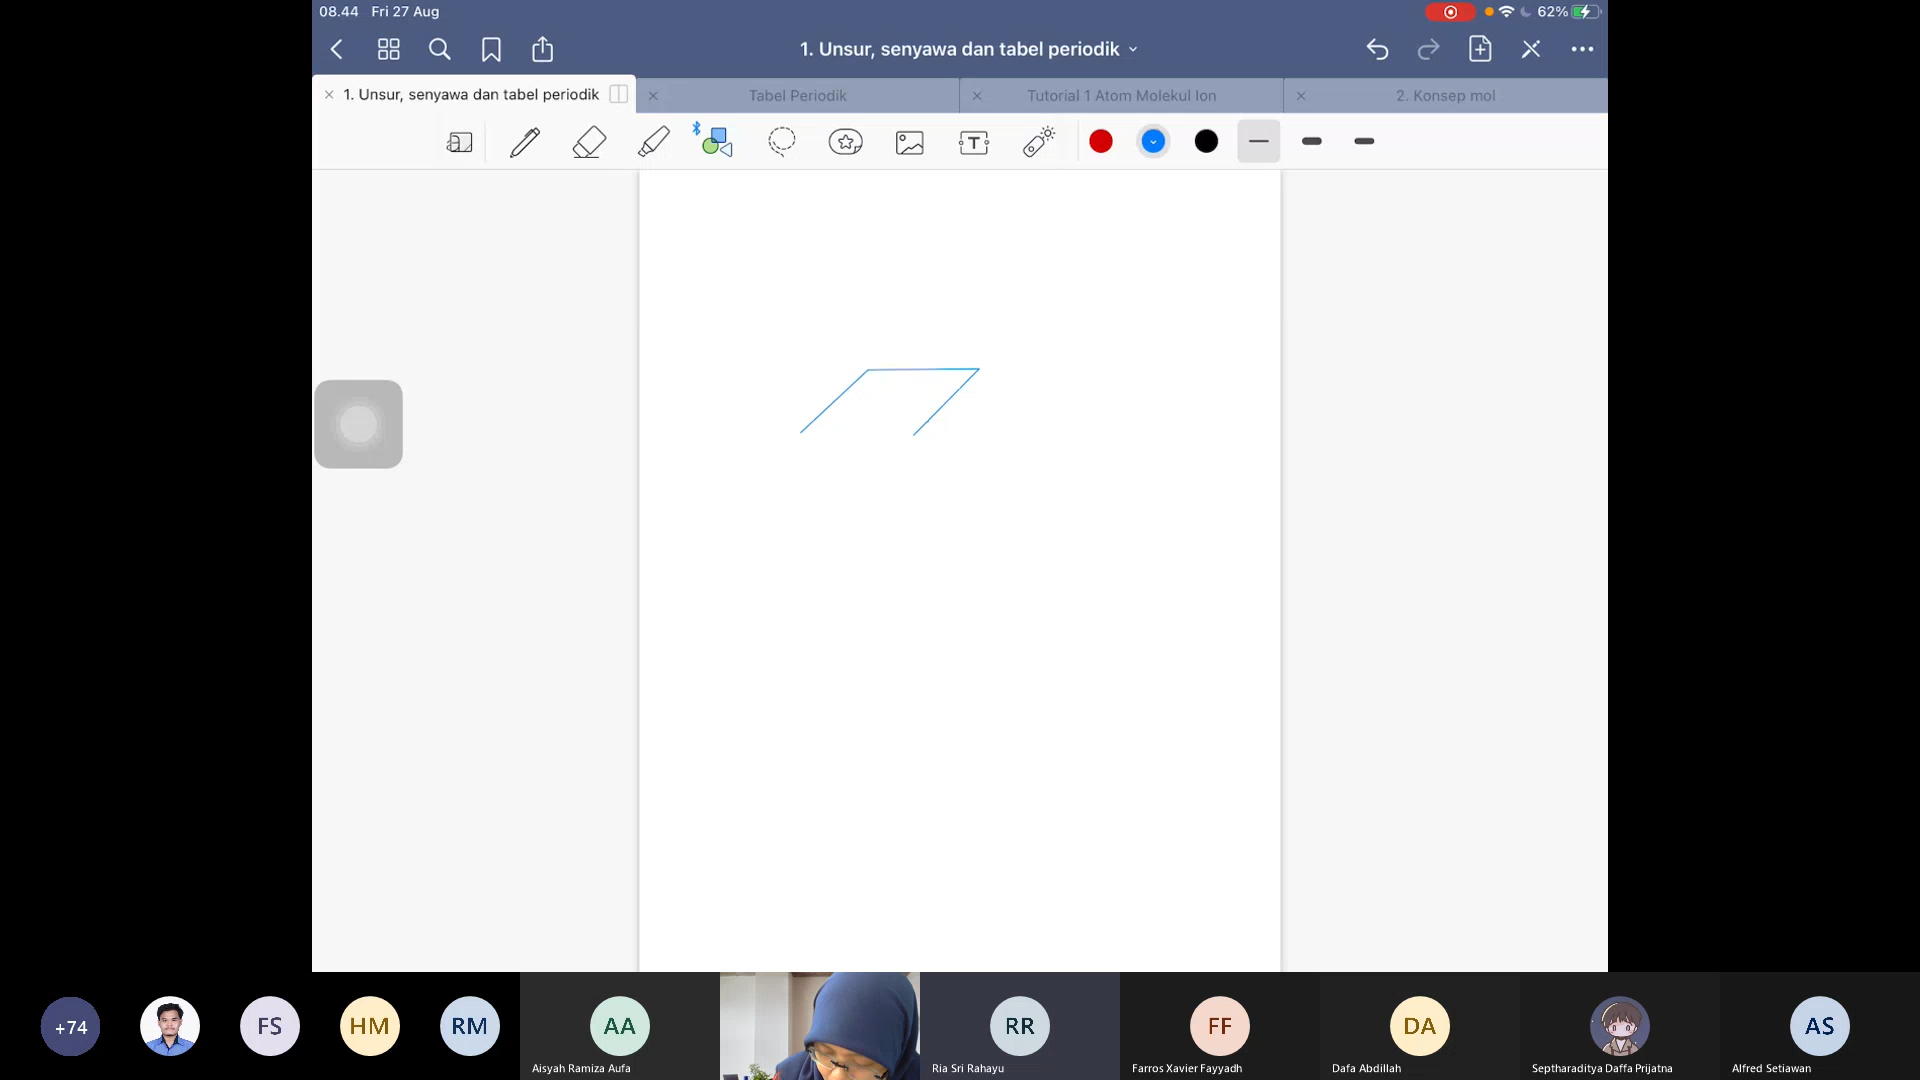 08.44 Fri 27 Aug
62%
1. Unsur, senyawa dan tabel periodik
1. Unsur, senyawa dan tabel periodik
Tabel Periodik
Tutorial 1 Atom Molekul Ion
2. Konsep mol
a
T
+74
FS
HM
RM
AA
RR
FF
DA
AS
Aisyah Ramiza Aufa
Ria Sri Rahayu
Farros Xavier Fayyadh
Dafa Abdillah
Septharaditya Daffa Prijatna
Alfred Setiawan